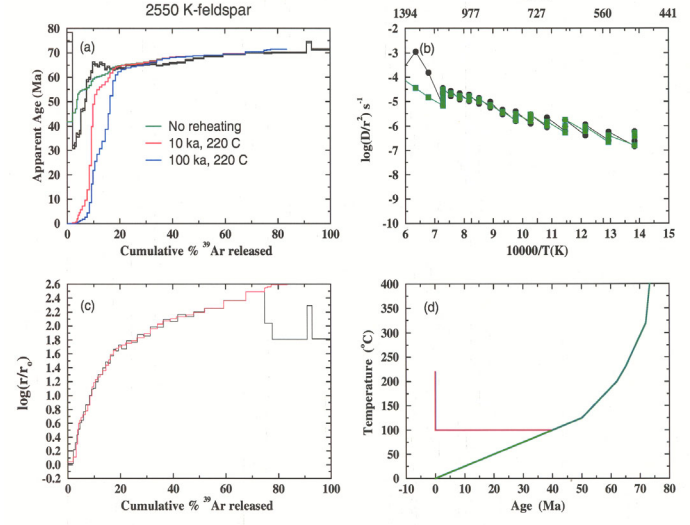 2550 K-feldspar
1394 977 727 560 441
80
70
60
50
40
30
20
10
0
Apparent Age (Ma)
(a)
No reheating
10 ka, 220 C
100 ka, 220 C
0 20 40 60 80 100
Cumulative % ³⁹Ar released
-2
-3
-4
-5
-6
-7
-8
-9
-10
log(D/r²) s⁻¹
(b)
6 7 8 9 10 11 12 13 14 15
10000/T(K)
2.6
2.4
2.2
2.0
1.8
1.6
1.4
1.2
1.0
0.8
0.6
0.4
0.2
0.0
-0.2
log(r/rₒ)
(c)
0 20 40 60 80 100
Cumulative % ³⁹Ar released
400
350
300
250
200
150
100
50
0
Temperature (°C)
(d)
-10 0 10 20 30 40 50 60 70 80
Age (Ma)